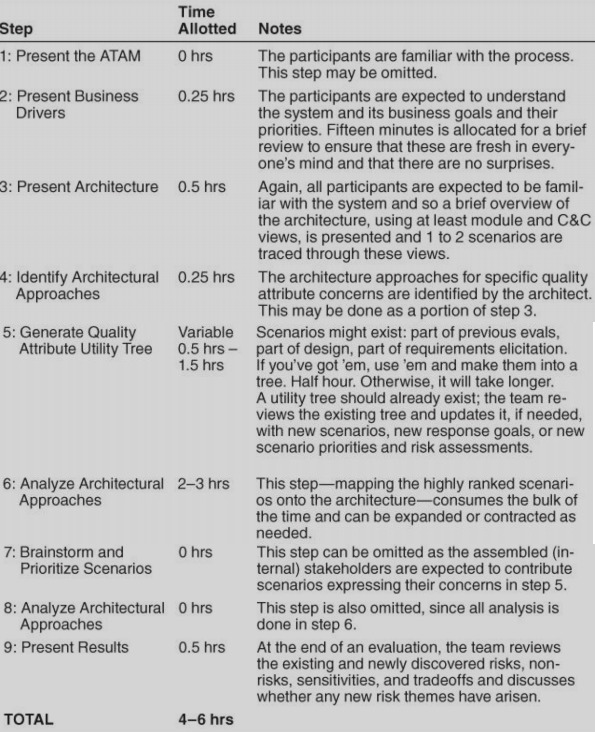 Step Time Allotted Notes
1: Present the ATAM 0 hrs The participants are familiar with the process.
This step may be omitted.
2: Present Business Drivers 0.25 hrs The participants are expected to understand
the system and its business goals and their
priorities. Fifteen minutes is allocated for a brief
review to ensure that these are fresh in every-
one's mind and that there are no surprises.
3: Present Architecture 0.5 hrs Again, all participants are expected to be famil-
iar with the system and so a brief overview of
the architecture, using at least module and C&C
views, is presented and 1 to 2 scenarios are
traced through these views.
4: Identify Architectural Approaches 0.25 hrs The architecture approaches for specific quality
attribute concerns are identified by the architect.
This may be done as a portion of step 3.
5: Generate Quality Attribute Utility Tree Variable 0.5 hrs – 1.5 hrs Scenarios might exist: part of previous evals,
part of design, part of requirements elicitation.
If you've got 'em, use 'em and make them into a
tree. Half hour. Otherwise, it will take longer.
A utility tree should already exist; the team re-
views the existing tree and updates it, if needed,
with new scenarios, new response goals, or new
scenario priorities and risk assessments.
6: Analyze Architectural Approaches 2–3 hrs This step—mapping the highly ranked scenari-
os onto the architecture—consumes the bulk of
the time and can be expanded or contracted as
needed.
7: Brainstorm and Prioritize Scenarios 0 hrs This step can be omitted as the assembled (in-
ternal) stakeholders are expected to contribute
scenarios expressing their concerns in step 5.
8: Analyze Architectural Approaches 0 hrs This step is also omitted, since all analysis is
done in step 6.
9: Present Results 0.5 hrs At the end of an evaluation, the team reviews
the existing and newly discovered risks, non-
risks, sensitivities, and tradeoffs and discusses
whether any new risk themes have arisen.
TOTAL 4–6 hrs